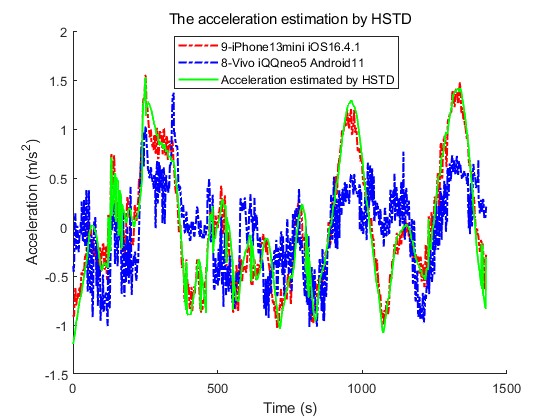 The acceleration estimation by HSTD
9-iPhone13mini iOS16.4.1
8-Vivo iQQneo5 Android11
Acceleration estimated by HSTD
Acceleration (m/s²)
2
1.5
1
0.5
0
-0.5
-1
-1.5
0 500 1000 1500
Time (s)